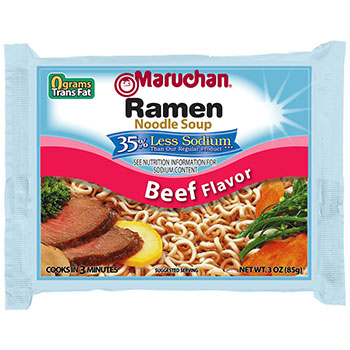 0 grams
Trans Fat
Maruchan®
Ramen
Noodle Soup
35% Less Sodium
Than Our Regular Product
SEE NUTRITION INFORMATION FOR
SODIUM CONTENT
Beef Flavor
COOKS IN 3 MINUTES
SUGGESTED SERVING
NET WT. 3 OZ (85g)